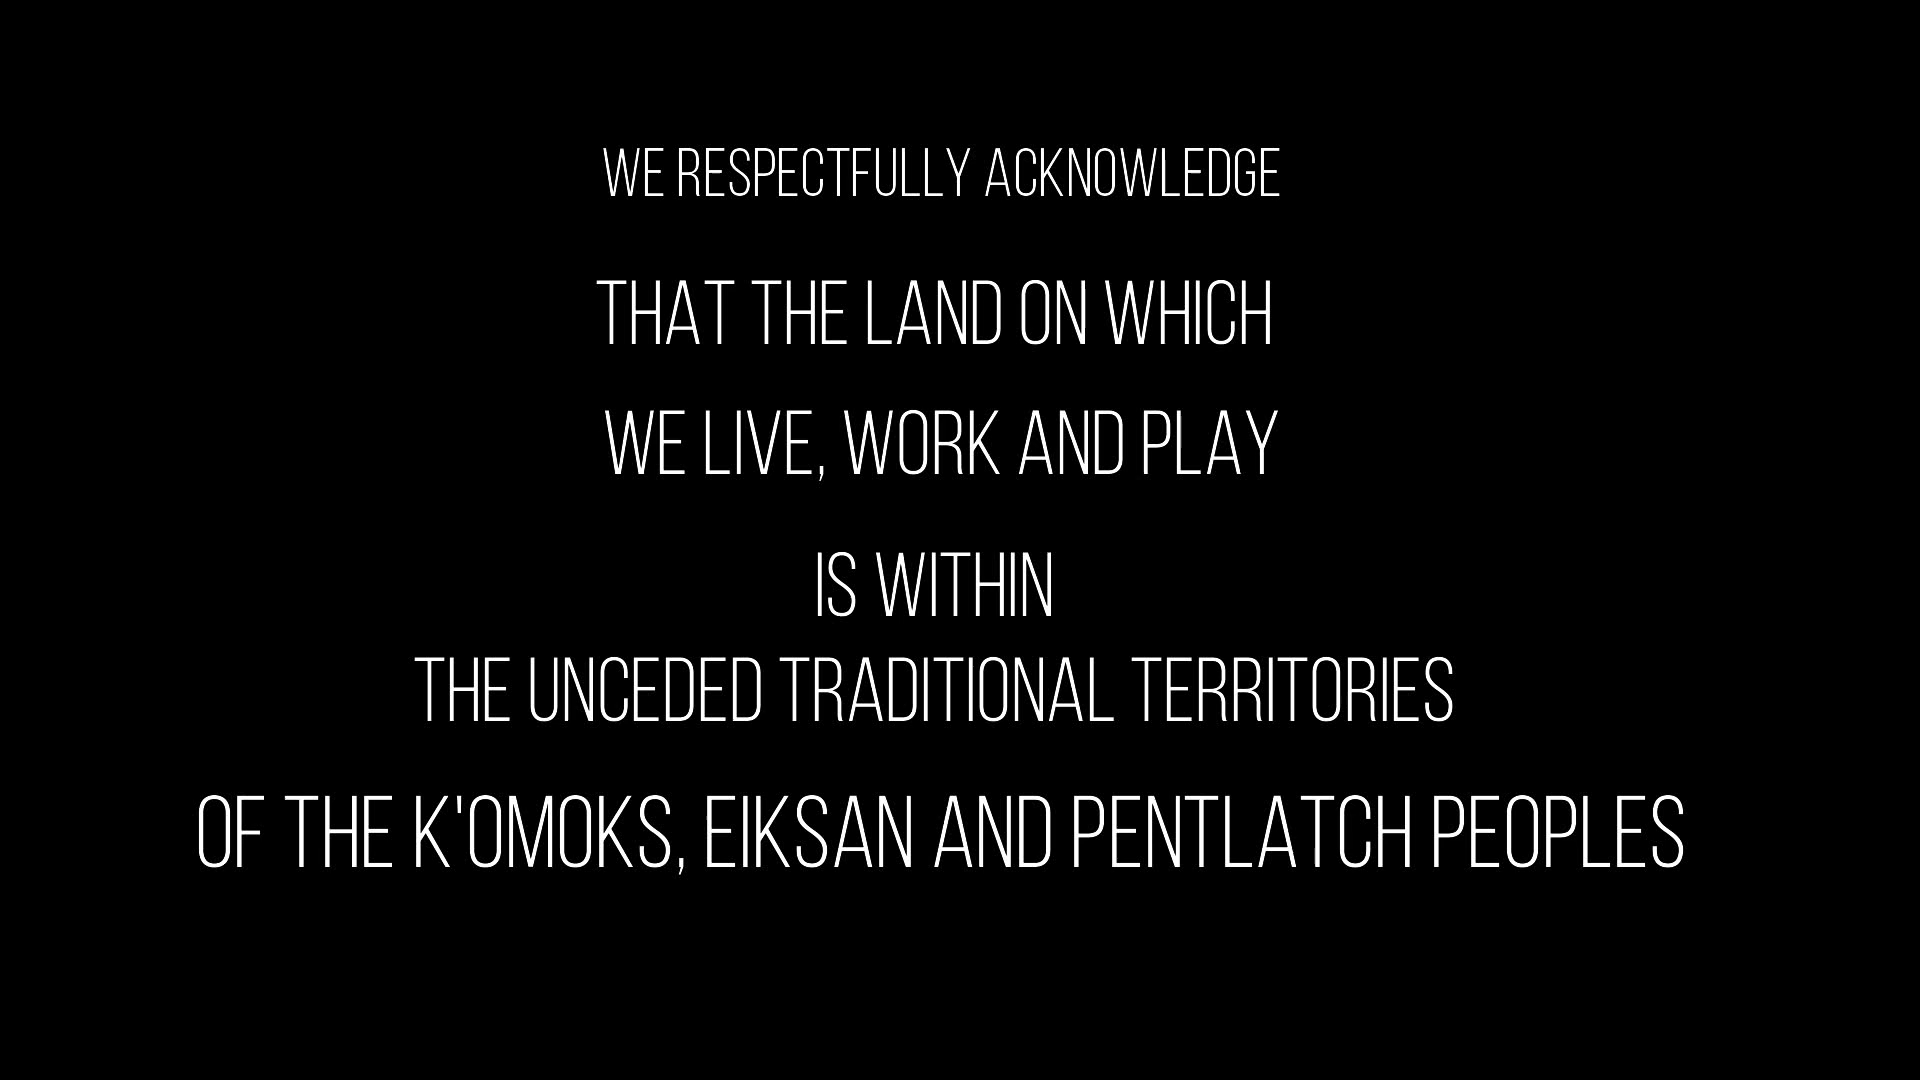 WE RESPECTFULLY ACKNOWLEDGE
THAT THE LAND ON WHICH
WE LIVE, WORK AND PLAY
IS WITHIN
THE UNCEDED TRADITIONAL TERRITORIES
OF THE K'OMOKS, EIKSAN AND PENTLATCH PEOPLES